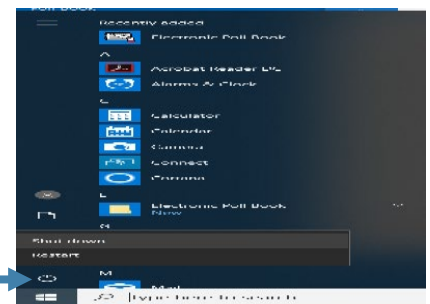 Poll Book
Recently added
Electronic Poll Book
A
Acrobat Reader DC
Alarms & Clock
C
Calculator
Calendar
Camera
Connect
Cortana
E
Electronic Poll Book
New
Shut down
Restart
M
Mail
Type here to search